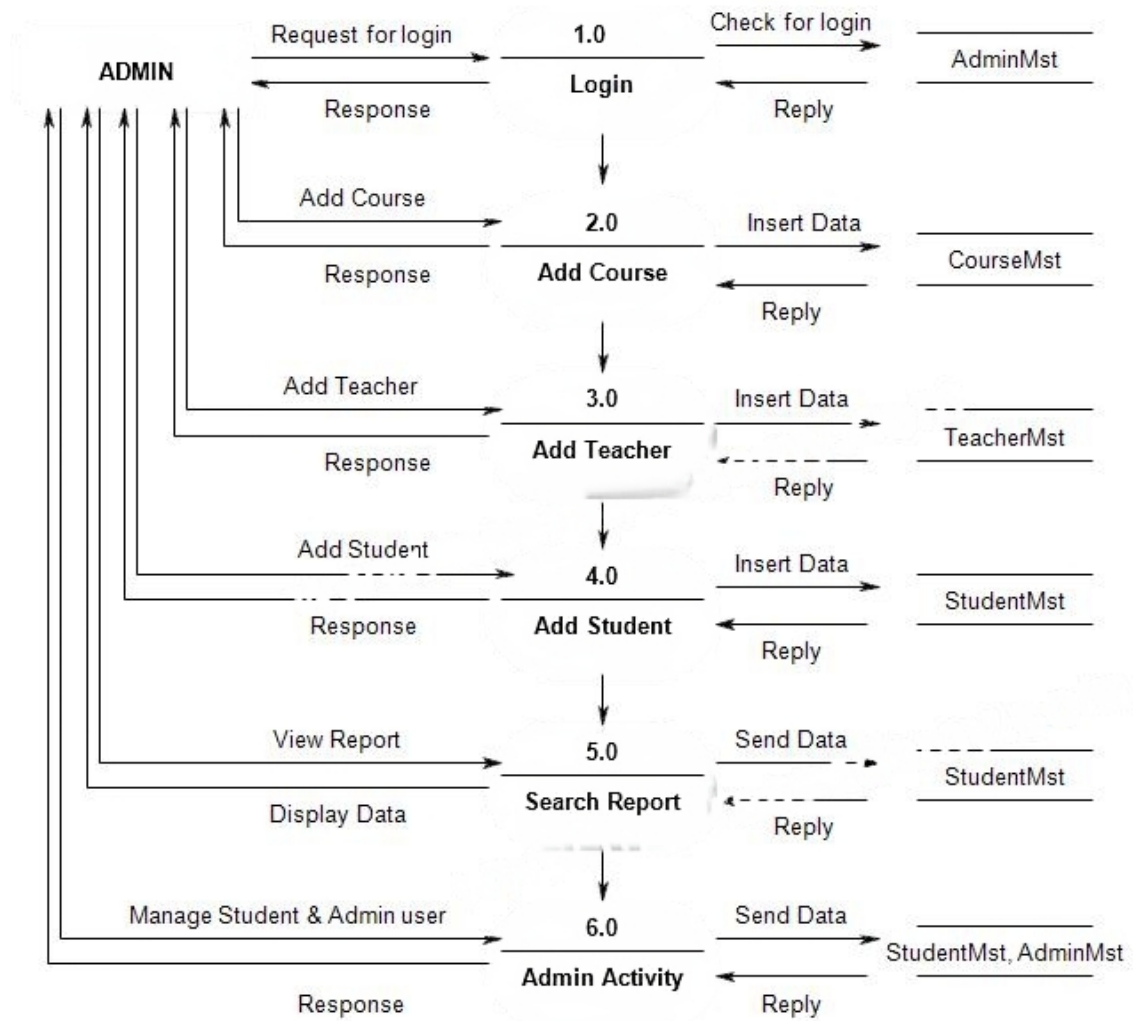 Request for login
1.0
Check for login
ADMIN
Login
AdminMst
Response
Reply
Add Course
2.0
Insert Data
Response
Add Course
CourseMst
Reply
Add Teacher
3.0
Insert Data
Response
Add Teacher
TeacherMst
Reply
Add Student
4.0
Insert Data
Response
Add Student
StudentMst
Reply
View Report
5.0
Send Data
Display Data
Search Report
StudentMst
Reply
Manage Student & Admin user
6.0
Send Data
Admin Activity
StudentMst, AdminMst
Response
Reply